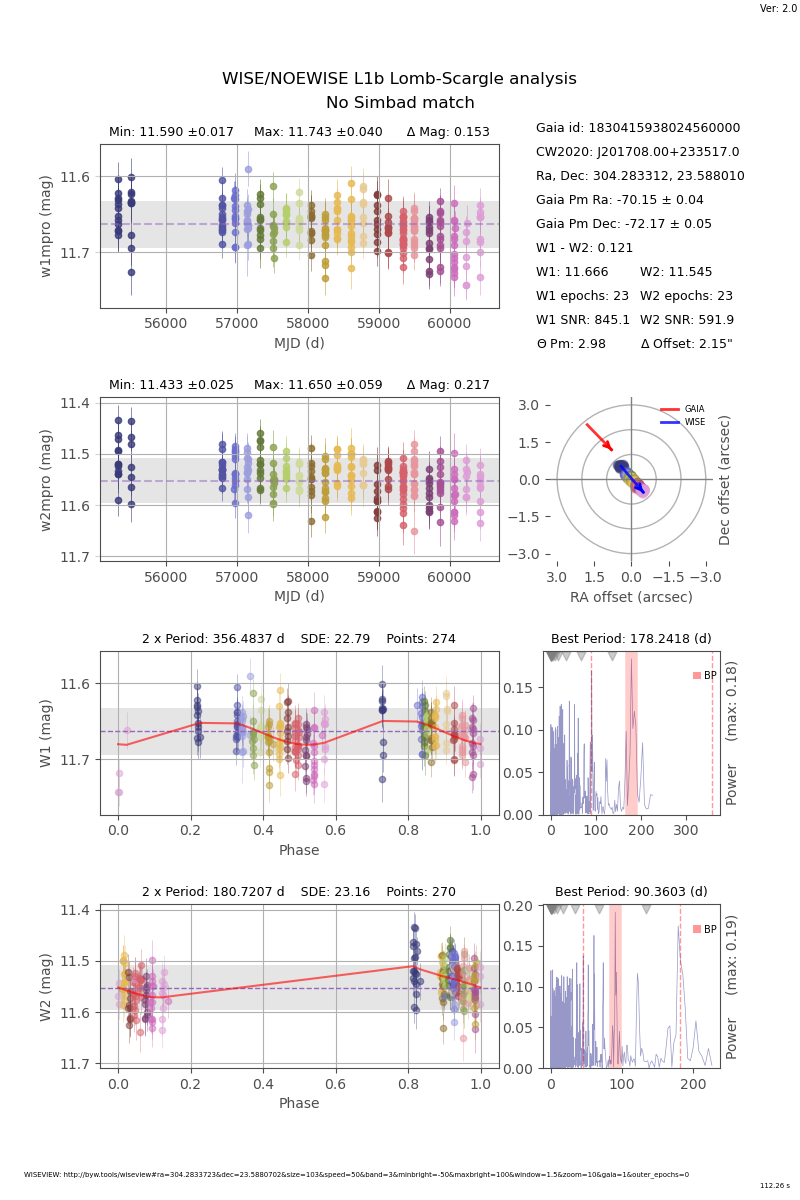 Ver: 2.0
WISE/NOEWISE L1b Lomb-Scargle analysis
No Simbad match
Min: 11.590 ±0.017 Max: 11.743 ±0.040 Δ Mag: 0.153
11.6
11.7
w1mpro (mag)
56000 57000 58000 59000 60000
MJD (d)
Gaia id: 1830415938024560000
CW2020: J201708.00+233517.0
Ra, Dec: 304.283312, 23.588010
Gaia Pm Ra: -70.15 ± 0.04
Gaia Pm Dec: -72.17 ± 0.05
W1 - W2: 0.121
W1: 11.666 W2: 11.545
W1 epochs: 23 W2 epochs: 23
W1 SNR: 845.1 W2 SNR: 591.9
Θ Pm: 2.98 Δ Offset: 2.15"
Min: 11.433 ±0.025 Max: 11.650 ±0.059 Δ Mag: 0.217
11.4
11.5
11.6
11.7
w2mpro (mag)
56000 57000 58000 59000 60000
MJD (d)
GAIA
WISE
3.0
1.5
0.0
−1.5
−3.0
Dec offset (arcsec)
3.0 1.5 0.0 −1.5 −3.0
RA offset (arcsec)
2 x Period: 356.4837 d SDE: 22.79 Points: 274
11.6
11.7
W1 (mag)
0.0 0.2 0.4 0.6 0.8 1.0
Phase
Best Period: 178.2418 (d)
BP
0.15
0.10
0.05
0.00
Power (max: 0.18)
0 100 200 300
2 x Period: 180.7207 d SDE: 23.16 Points: 270
11.4
11.5
11.6
11.7
W2 (mag)
0.0 0.2 0.4 0.6 0.8 1.0
Phase
Best Period: 90.3603 (d)
BP
0.20
0.15
0.10
0.05
0.00
Power (max: 0.19)
0 100 200
WISEVIEW: http://byw.tools/wiseview#ra=304.2833723&dec=23.5880702&size=103&speed=50&band=3&minbright=-50&maxbright=100&window=1.5&zoom=10&gaia=1&outer_epochs=0
112.26 s